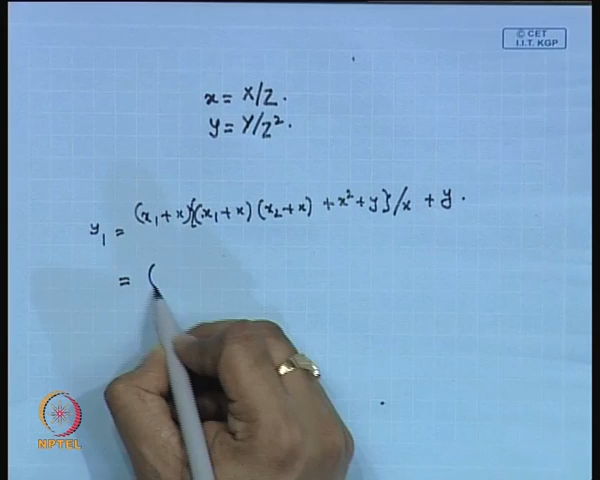 © CET
I.I.T. KGP
x = X/Z.
y = Y/Z².
y₁ = (x₁+x){(x₁+x)(x₂+x) + x² + y}/x + y.
= (
NPTEL